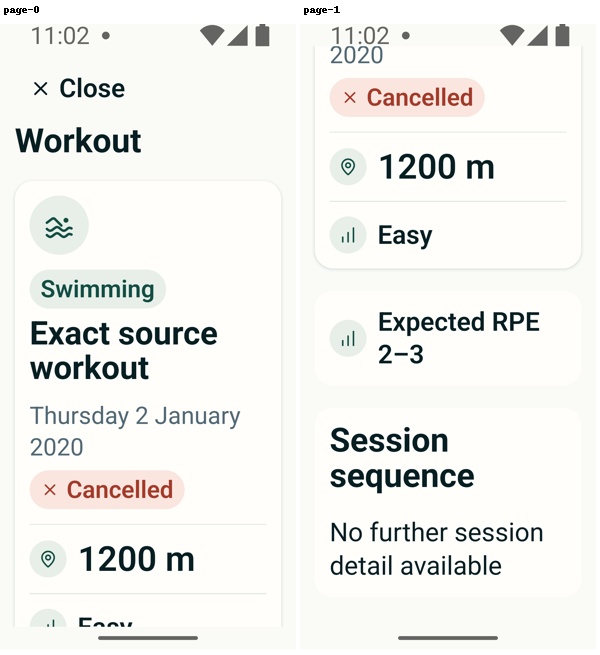 page-0
11:02
Close
Workout
Swimming
Exact source
workout
Thursday 2 January
2020
Cancelled
1200 m
Easy
page-1
11:02
2020
Cancelled
1200 m
Easy
Expected RPE
2–3
Session
sequence
No further session
detail available